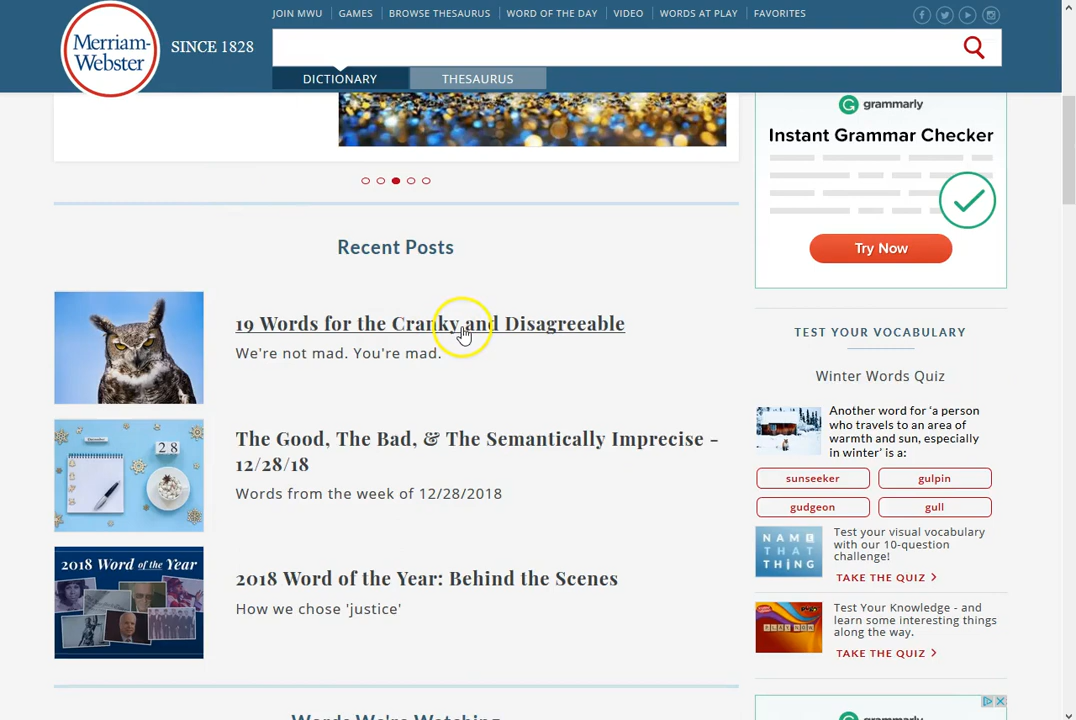 JOIN MWU GAMES BROWSE THESAURUS WORD OF THE DAY VIDEO WORDS AT PLAY FAVORITES
Merriam-
Webster
SINCE 1828
DICTIONARY THESAURUS
grammarly
Instant Grammar Checker
Try Now
Recent Posts
19 Words for the Cranky and Disagreeable
We're not mad. You're mad.
The Good, The Bad, & The Semantically Imprecise -
12/28/18
Words from the week of 12/28/2018
28
2018 Word of the Year
2018 Word of the Year: Behind the Scenes
How we chose 'justice'
TEST YOUR VOCABULARY
Winter Words Quiz
Another word for ‘a person
who travels to an area of
warmth and sun, especially
in winter’ is a:
sunseeker gulpin
gudgeon gull
NAME
THAT
THING
Test your visual vocabulary
with our 10-question
challenge!
TAKE THE QUIZ
Test Your Knowledge - and
learn some interesting things
along the way.
TAKE THE QUIZ
Words We're Watching